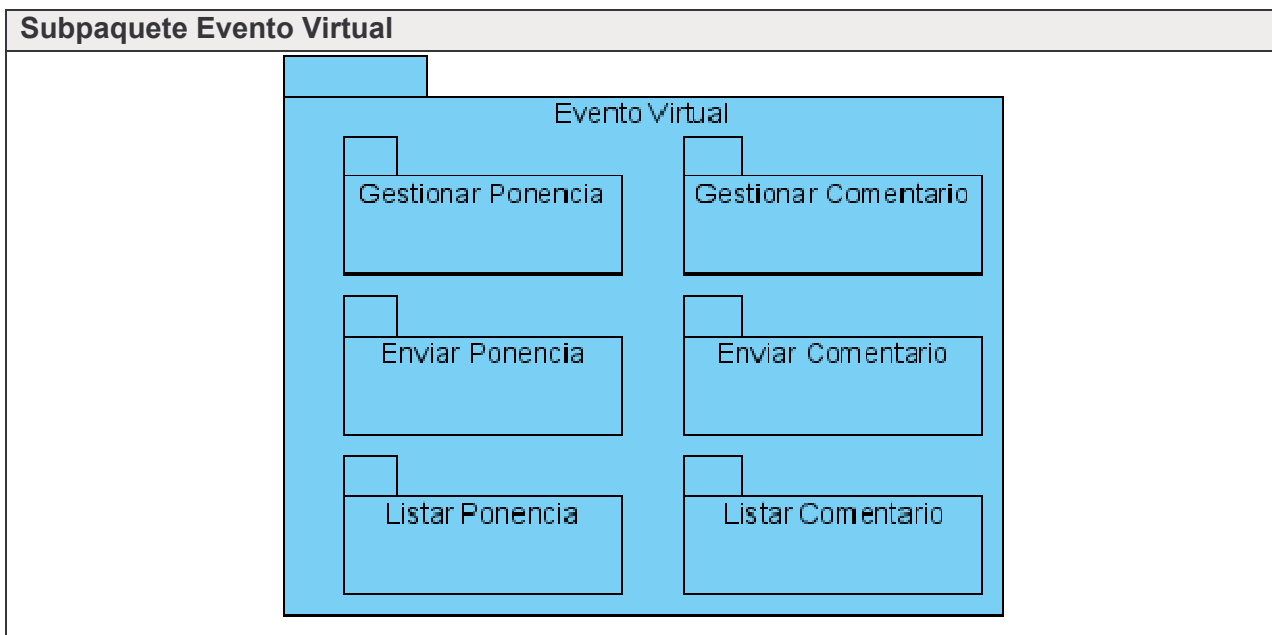 Subpaquete Evento Virtual
Evento Virtual
Gestionar Ponencia
Gestionar Comentario
Enviar Ponencia
Enviar Comentario
Listar Ponencia
Listar Comentario